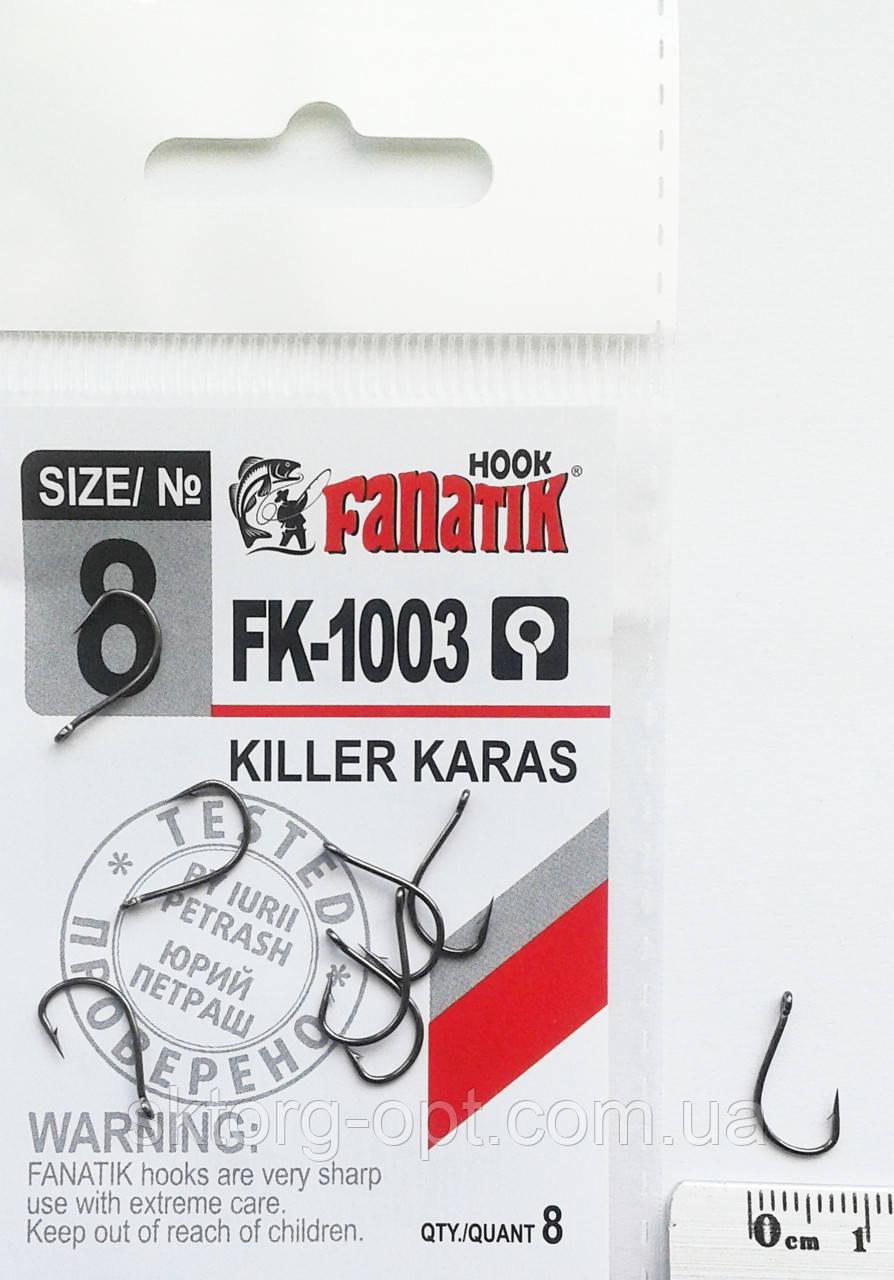 SIZE/ №
8
HOOK
FanatiK®
FK-1003
KILLER KARAS
* TESTED *
BY IURII
PETRASH
ЮРИЙ
ПЕТРАШ
ПРОВЕРЕНО
sktorg-opt.com.ua
WARNING:
FANATIK hooks are very sharp
use with extreme care.
Keep out of reach of children.
QTY./QUANT 8
0 cm 1